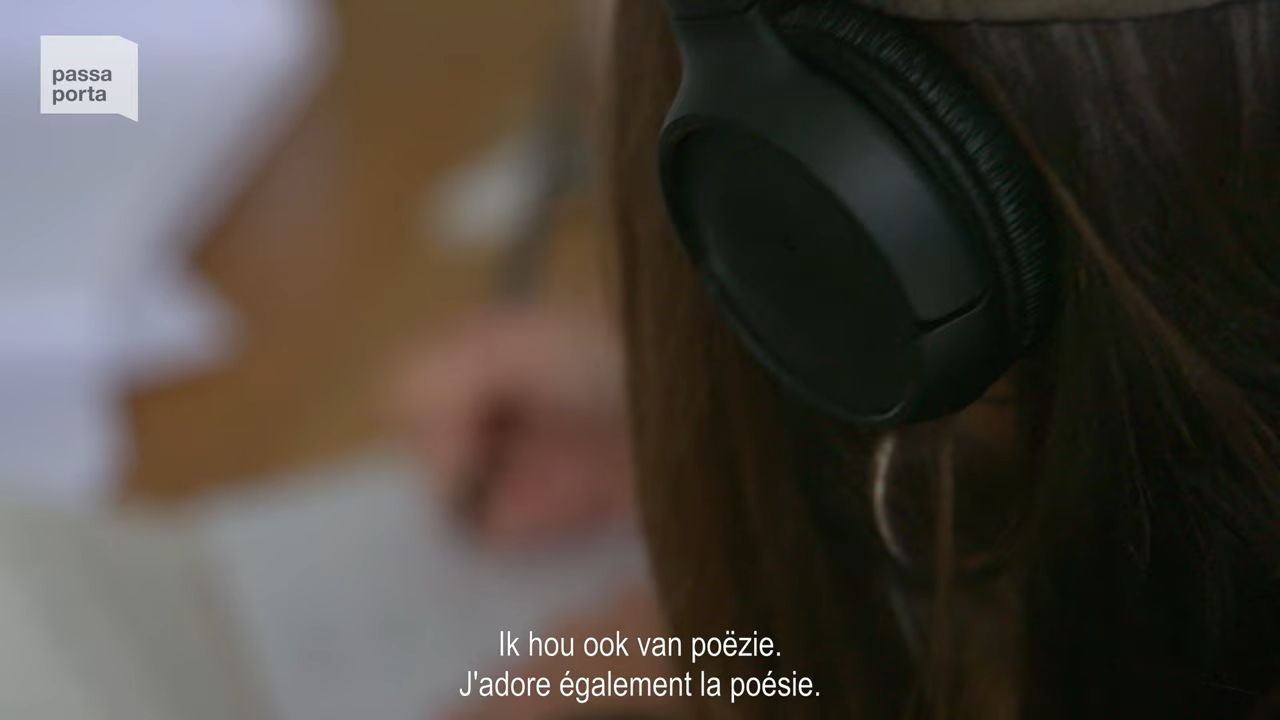 passa
porta
Ik hou ook van poëzie.
J'adore également la poésie.